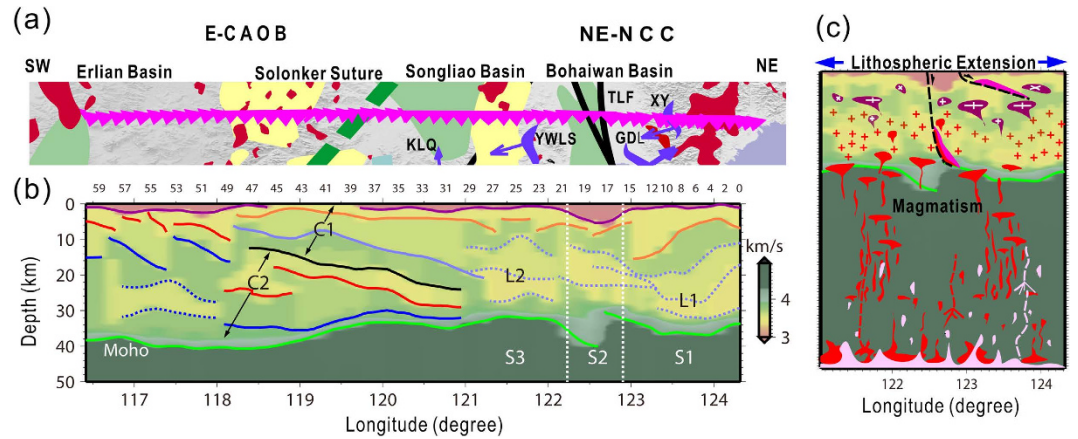 (a)
E-CAOB
NE-NCC
SW
Erlian Basin
Solonker Suture
Songliao Basin
Bohaiwan Basin
NE
TLF
XY
KLQ
YWLS
GDL
(b)
59 57 55 53 51 49 47 45 43 41 39 37 35 33 31 29 27 25 23 21 19 17 15 1210 8 6 4 2 0
0
10
20
30
40
50
Depth (km)
C1
C2
L2
L1
Moho
S3
S2
S1
km/s
4
3
117 118 119 120 121 122 123 124
Longitude (degree)
(c)
Lithospheric Extension
Magmatism
122 123 124
Longitude (degree)